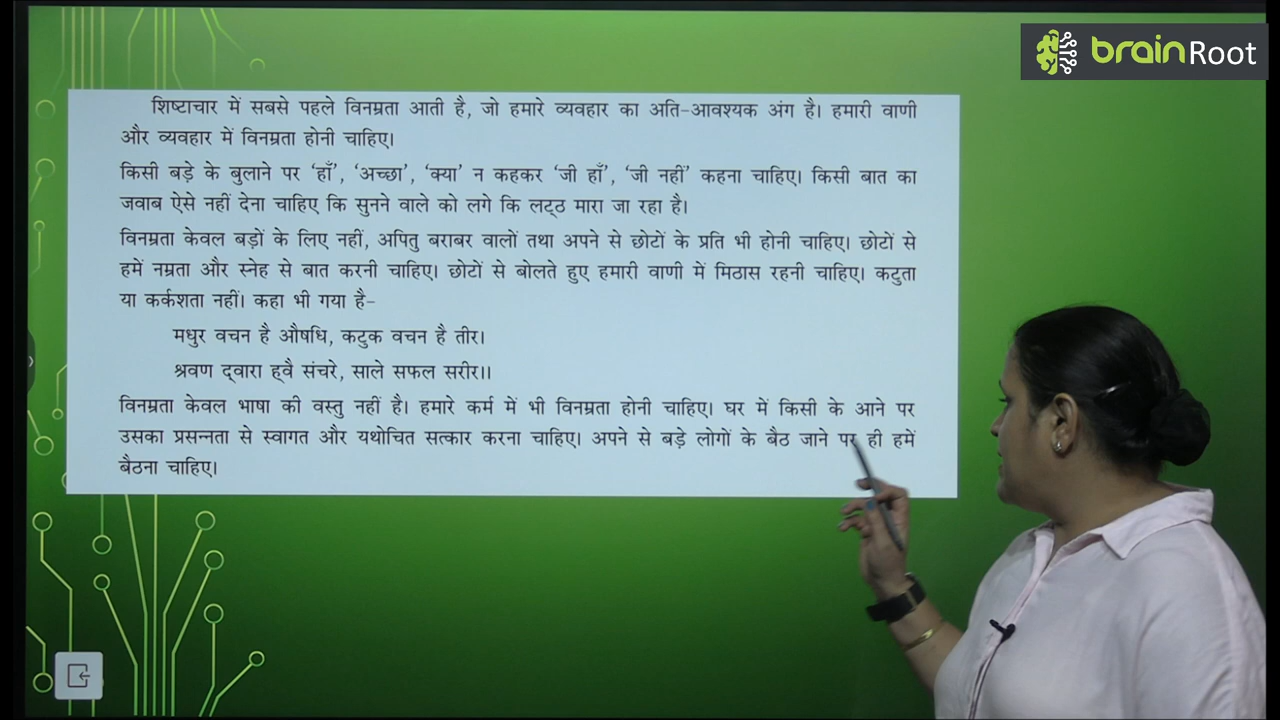 brainRoot
शिष्टाचार में सबसे पहले विनम्रता आती है, जो हमारे व्यवहार का अति-आवश्यक अंग है। हमारी वाणी
और व्यवहार में विनम्रता होनी चाहिए।
किसी बड़े के बुलाने पर ‘हाँ’, ‘अच्छा’, ‘क्या’ न कहकर ‘जी हाँ’, ‘जी नहीं’ कहना चाहिए। किसी बात का
जवाब ऐसे नहीं देना चाहिए कि सुनने वाले को लगे कि लट्ठ मारा जा रहा है।
विनम्रता केवल बड़ों के लिए नहीं, अपितु बराबर वालों तथा अपने से छोटों के प्रति भी होनी चाहिए। छोटों से
हमें नम्रता और स्नेह से बात करनी चाहिए। छोटों से बोलते हुए हमारी वाणी में मिठास रहनी चाहिए। कटुता
या कर्कशता नहीं। कहा भी गया है-
मधुर वचन है औषधि, कटुक वचन है तीर।
श्रवण द्वारा ह्वै संचरे, साले सफल सरीर।।
विनम्रता केवल भाषा की वस्तु नहीं है। हमारे कर्म में भी विनम्रता होनी चाहिए। घर में किसी के आने पर
उसका प्रसन्नता से स्वागत और यथोचित सत्कार करना चाहिए। अपने से बड़े लोगों के बैठ जाने पर ही हमें
बैठना चाहिए।